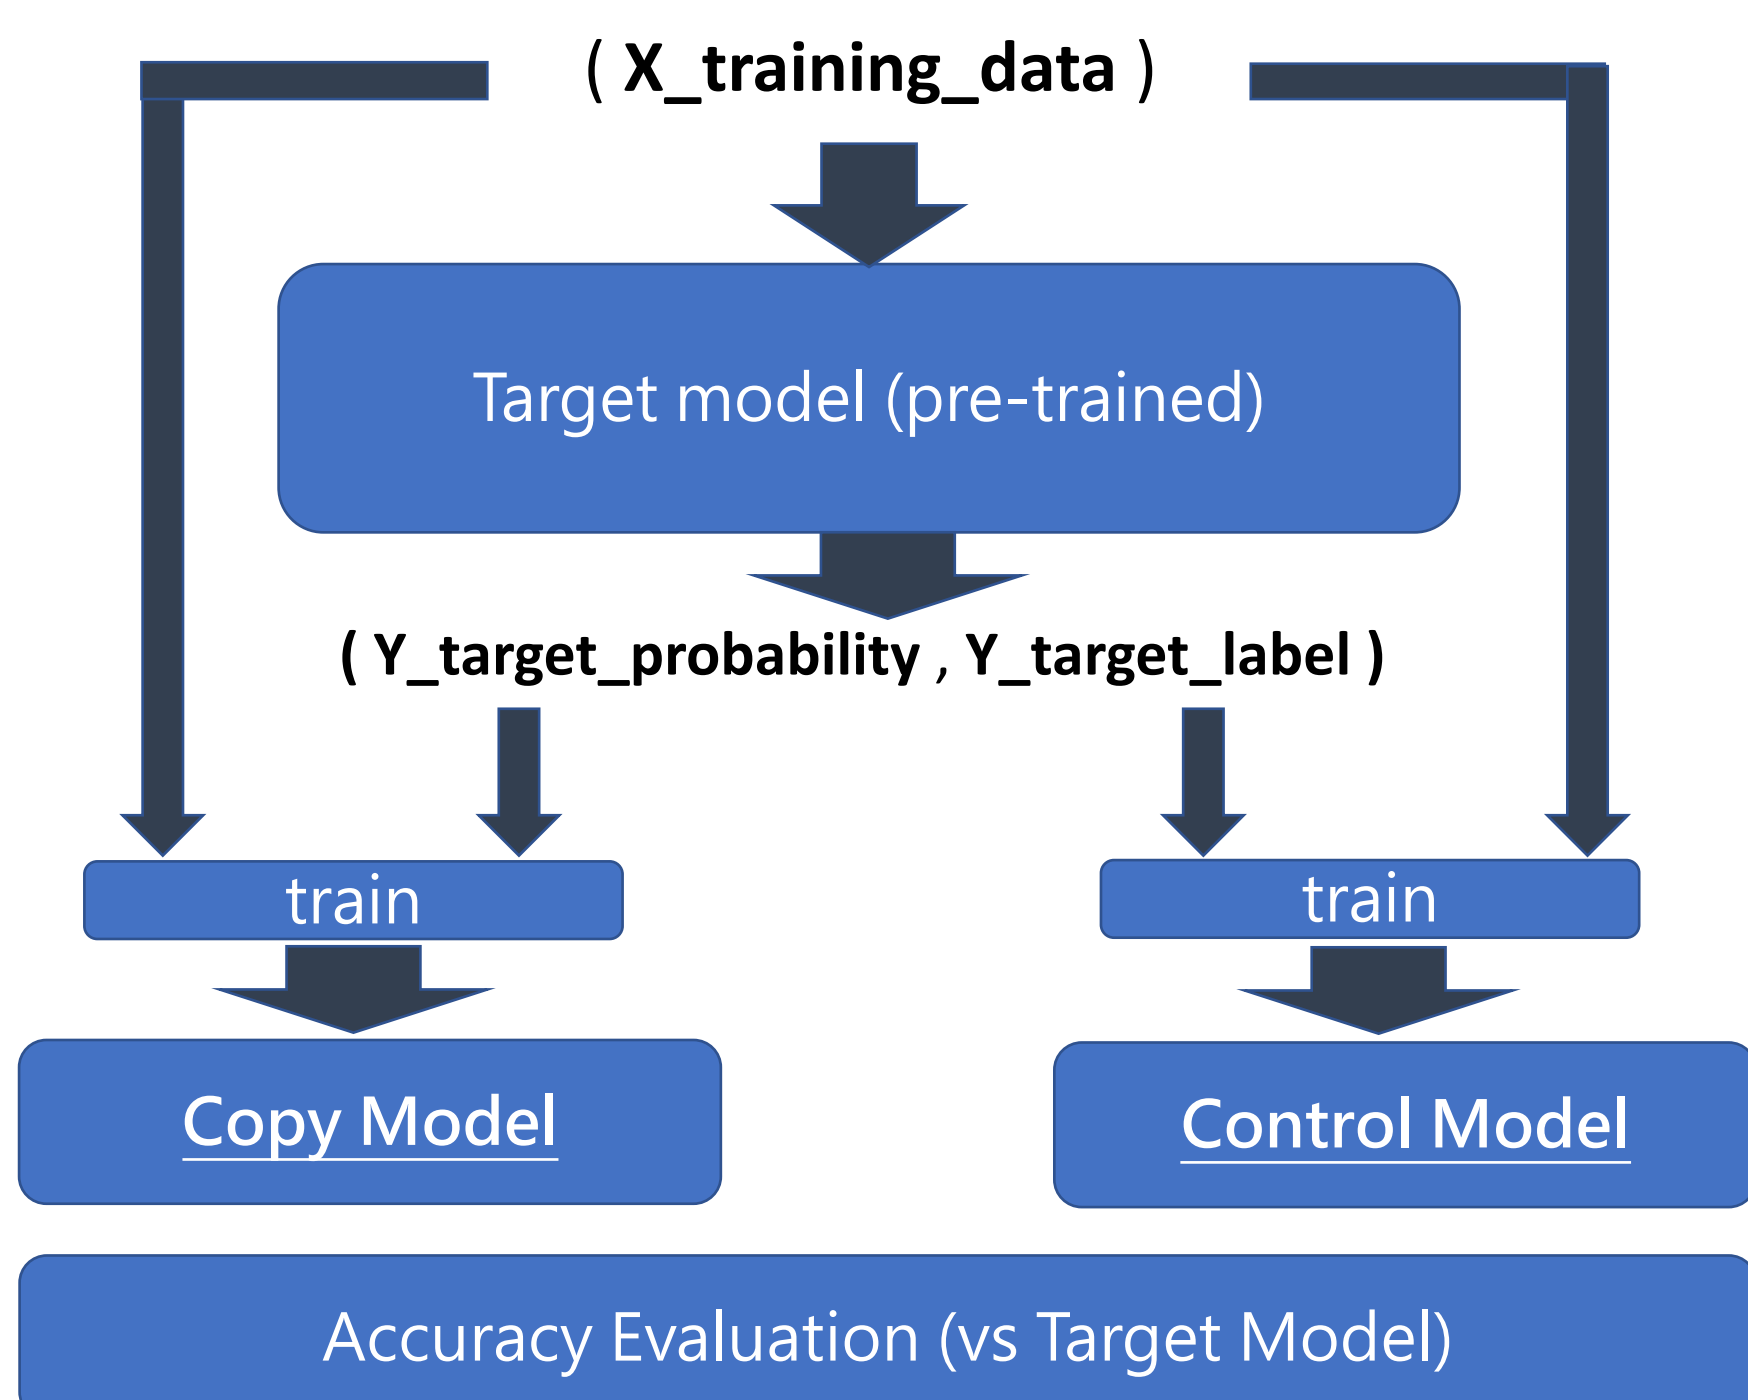 ( X_training_data )
Target model (pre-trained)
( Y_target_probability , Y_target_label )
train
train
Copy Model
Control Model
Accuracy Evaluation (vs Target Model)